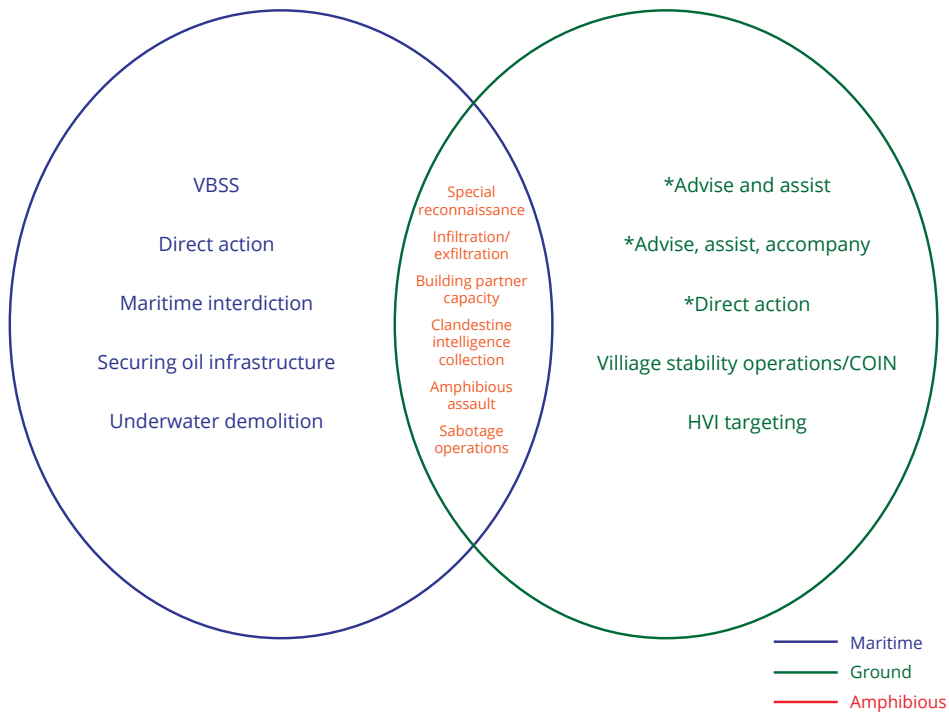 VBSS
Direct action
Maritime interdiction
Securing oil infrastructure
Underwater demolition
Special
reconnaissance
Infiltration/
exfiltration
Building partner
capacity
Clandestine
intelligence
collection
Amphibious
assault
Sabotage
operations
*Advise and assist
*Advise, assist, accompany
*Direct action
Villiage stability operations/COIN
HVI targeting
Maritime
Ground
Amphibious